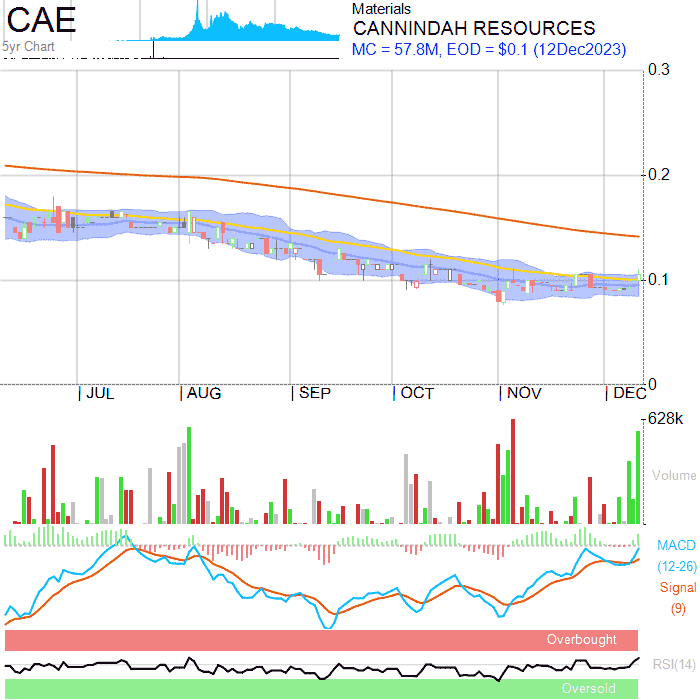 CAE
5yr Chart
Materials
CANNINDAH RESOURCES
MC = 57.8M, EOD = $0.1 (12Dec2023)
0.3
0.2
0.1
0
JUL
AUG
SEP
OCT
NOV
DEC
628k
Volume
MACD
(12-26)
Signal
(9)
Overbought
RSI(14)
Oversold